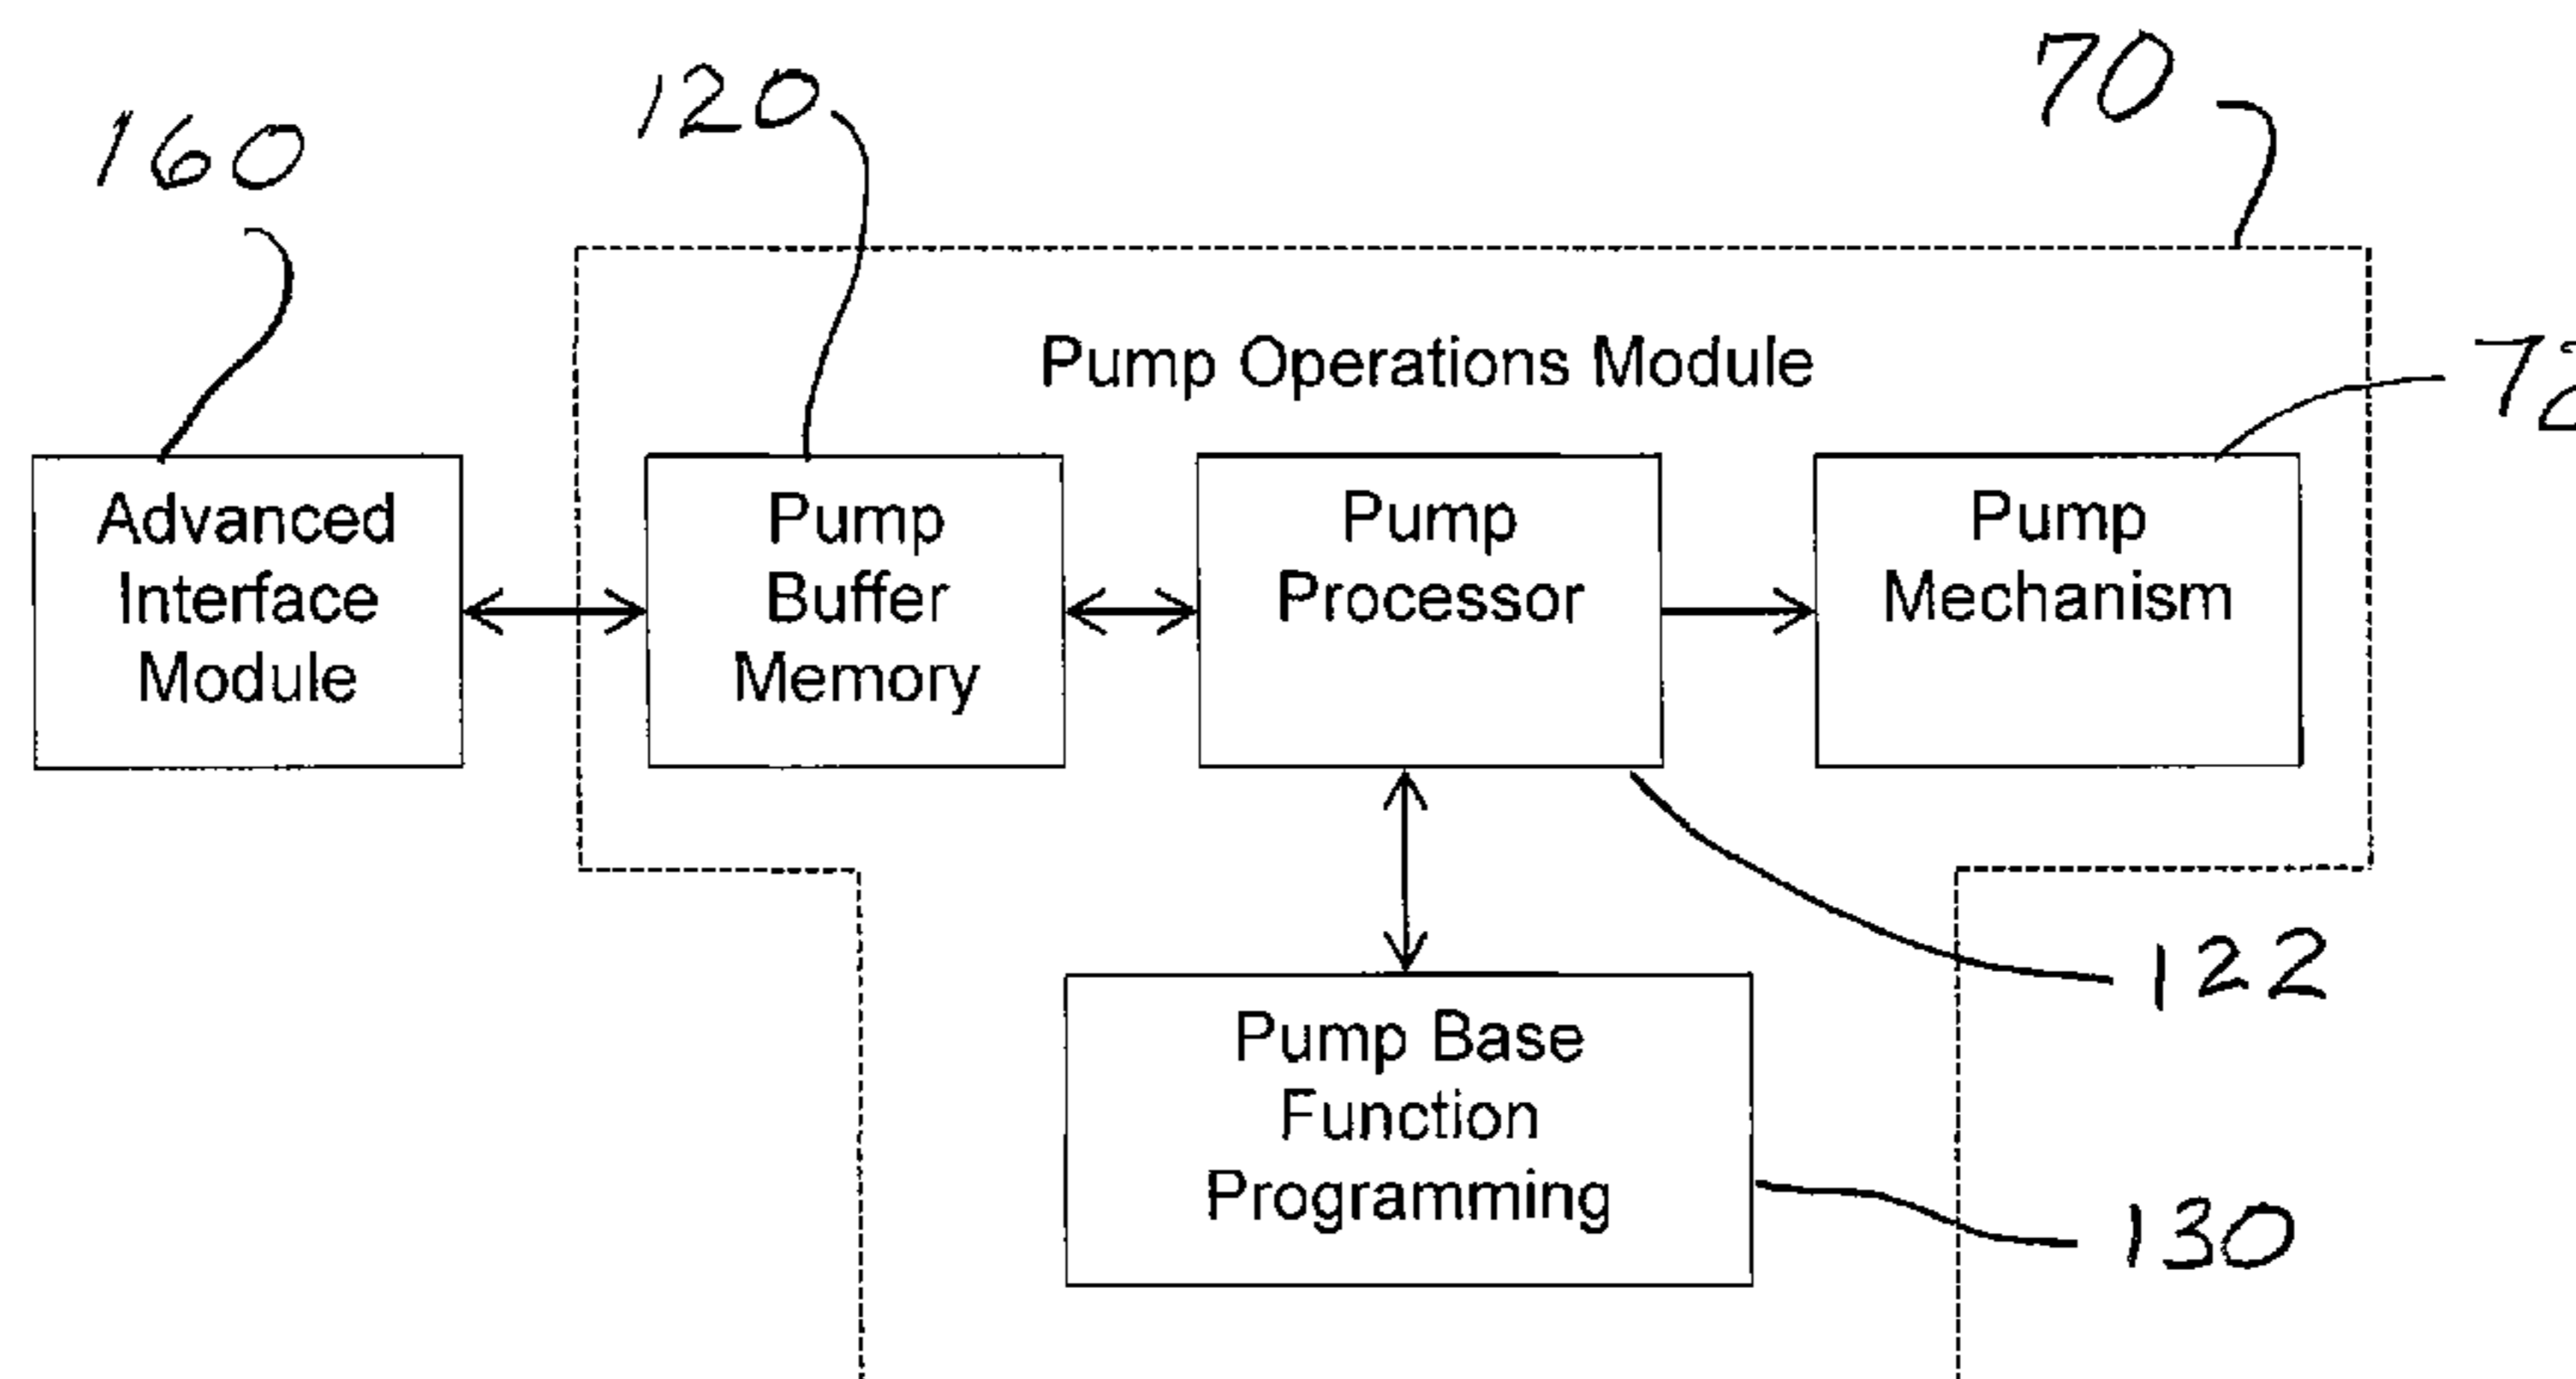 70
120
160
Pump Operations Module
72
Advanced
Interface
Module
Pump
Buffer
Memory
Pump
Processor
Pump
Mechanism
122
Pump Base
Function
Programming
130